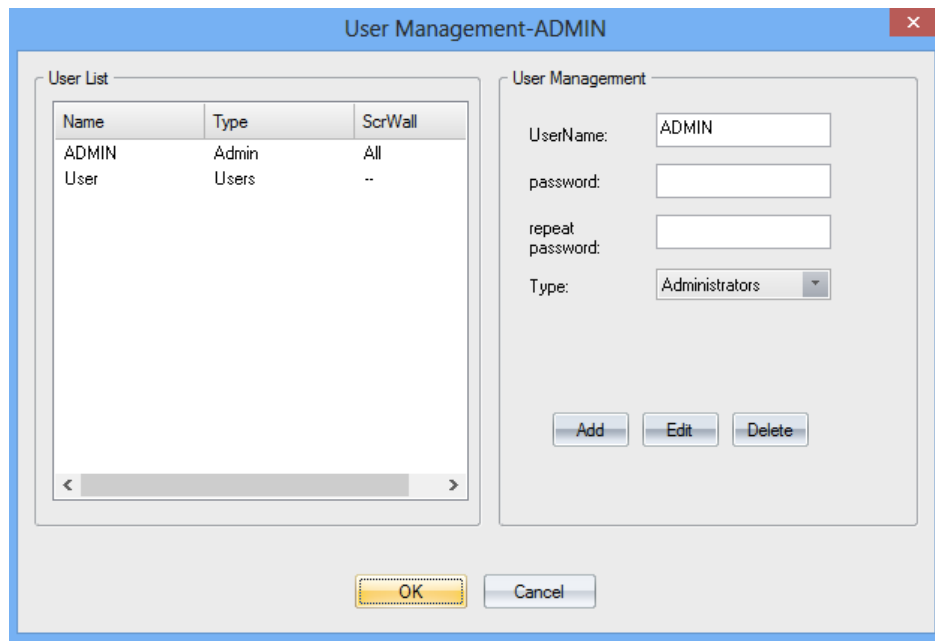 User Management-ADMIN
User List
Name Type ScrWall
ADMIN Admin All
User Users --
User Management
UserName: ADMIN
password:
repeat
password:
Type: Administrators
Add Edit Delete
OK Cancel